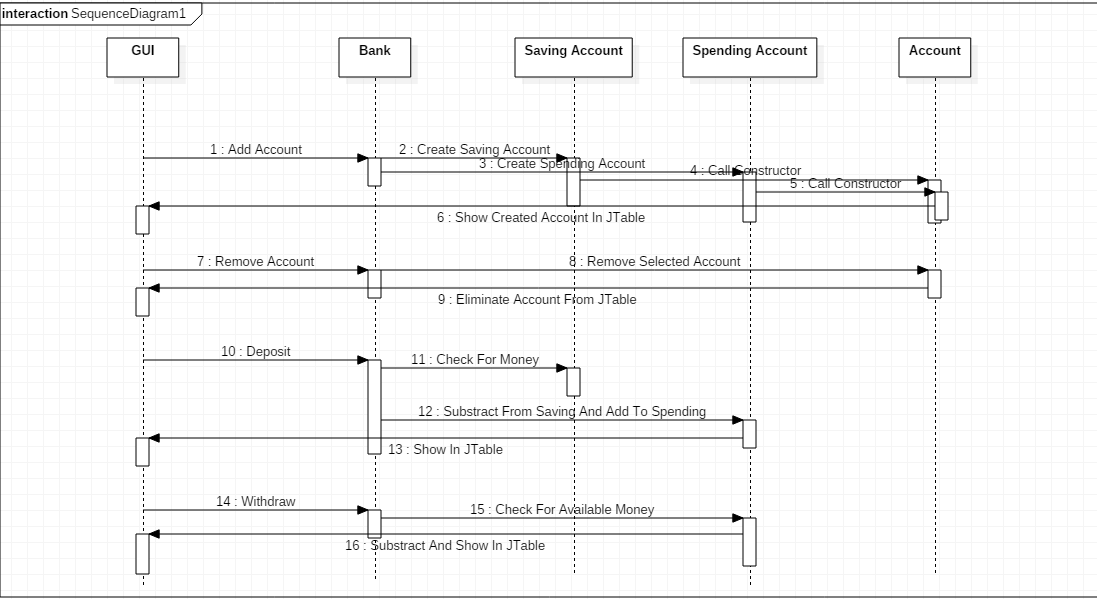 interaction SequenceDiagram1
GUI
Bank
Saving Account
Spending Account
Account
1 : Add Account
2 : Create Saving Account
3 : Create Spending Account
4 : Call Constructor
5 : Call Constructor
6 : Show Created Account In JTable
7 : Remove Account
8 : Remove Selected Account
9 : Eliminate Account From JTable
10 : Deposit
11 : Check For Money
12 : Substract From Saving And Add To Spending
13 : Show In JTable
14 : Withdraw
15 : Check For Available Money
16 : Substract And Show In JTable